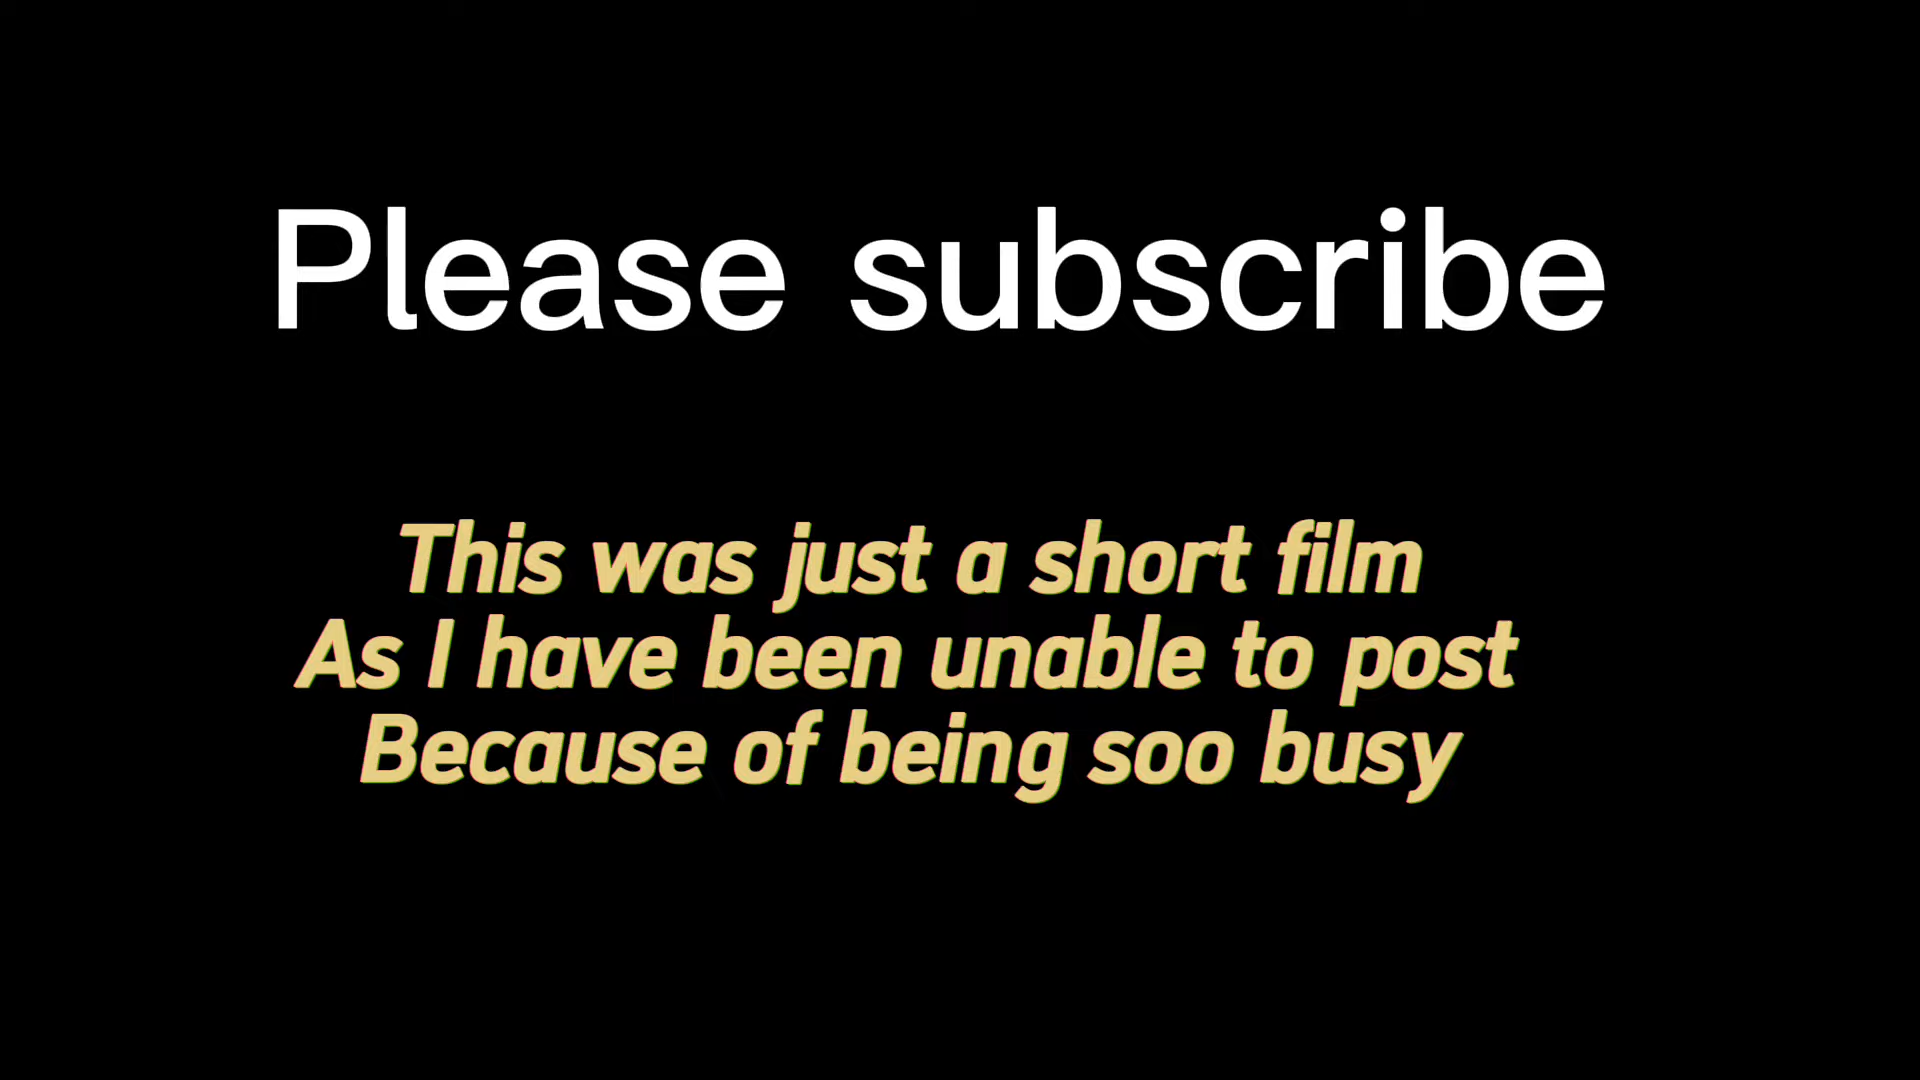 Please subscribe
This was just a short film
As I have been unable to post
Because of being soo busy